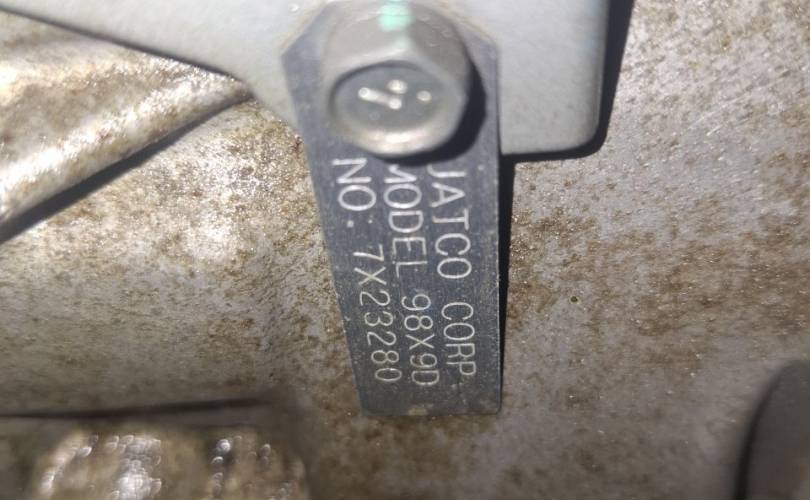 JATCO CORP
MODEL 98X9D
NO. 7X23280